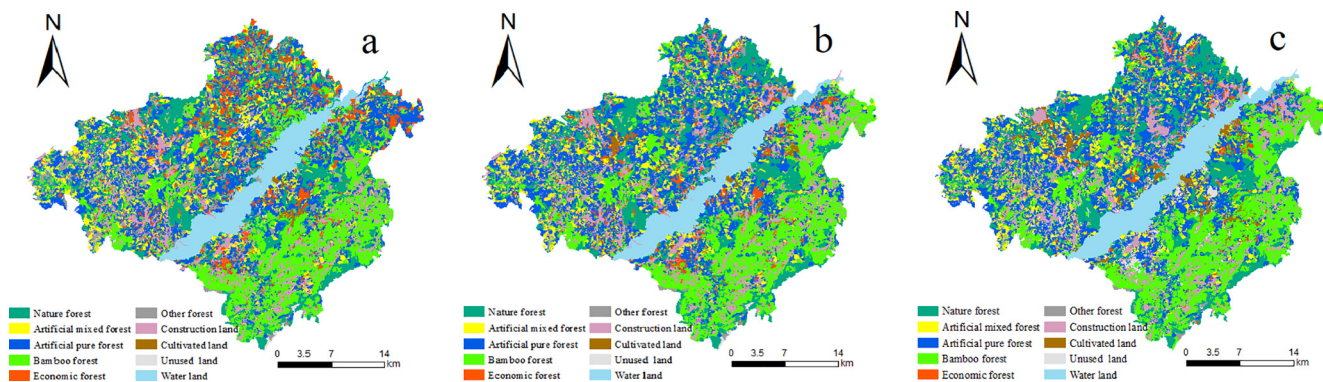 N
a
Nature forest
Artificial mixed forest
Artificial pure forest
Bamboo forest
Economic forest
Other forest
Construction land
Cultivated land
Unused land
Water land
0 3.5 7 14
km
N
b
Nature forest
Artificial mixed forest
Artificial pure forest
Bamboo forest
Economic forest
Other forest
Construction land
Cultivated land
Unused land
Water land
0 3.5 7 14
km
N
c
Nature forest
Artificial mixed forest
Artificial pure forest
Bamboo forest
Economic forest
Other forest
Construction land
Cultivated land
Unused land
Water land
0 3.5 7 14
km